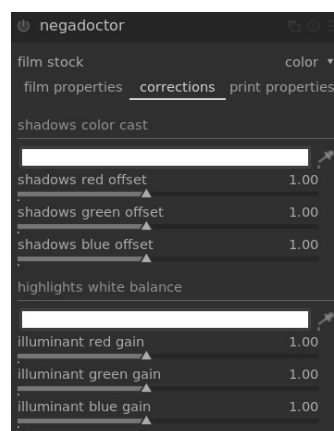 negadoctor
film stock color
film properties corrections print properties
shadows color cast
shadows red offset 1.00
shadows green offset 1.00
shadows blue offset 1.00
highlights white balance
illuminant red gain 1.00
illuminant green gain 1.00
illuminant blue gain 1.00